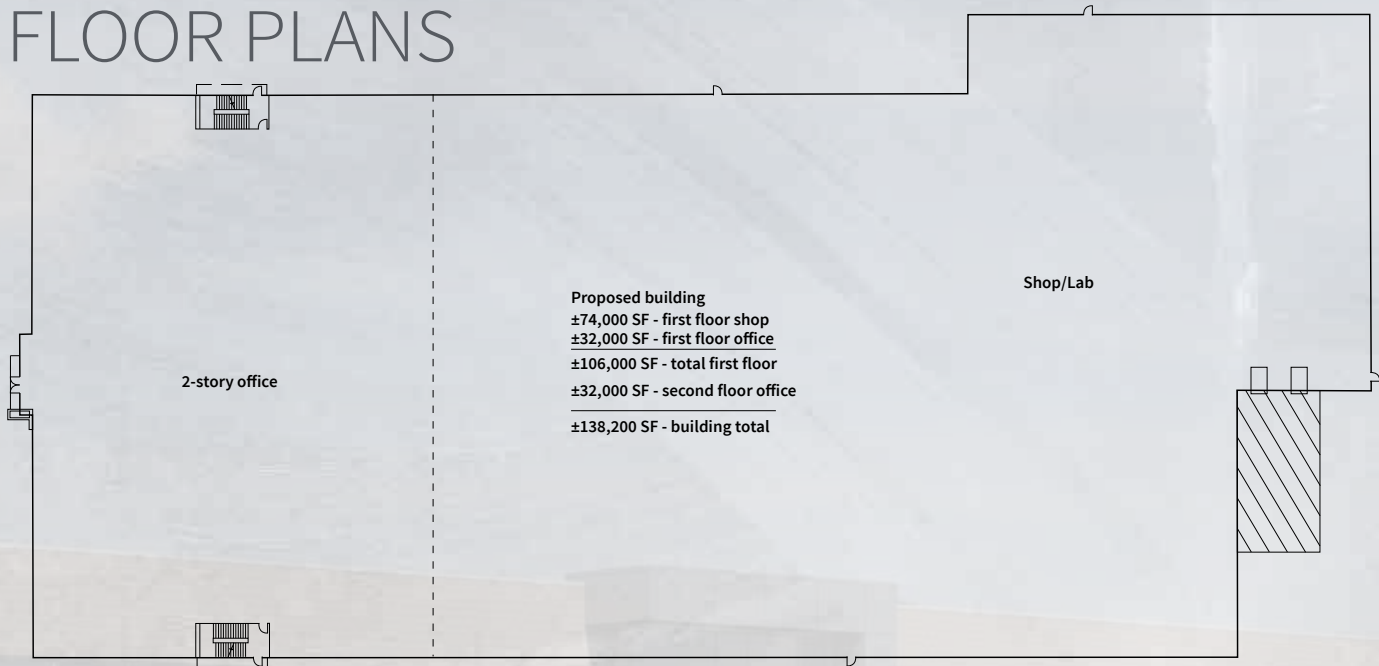 FLOOR PLANS
Proposed building
±74,000 SF - first floor shop
±32,000 SF - first floor office
±106,000 SF - total first floor
±32,000 SF - second floor office
±138,200 SF - building total
Shop/Lab
2-story office